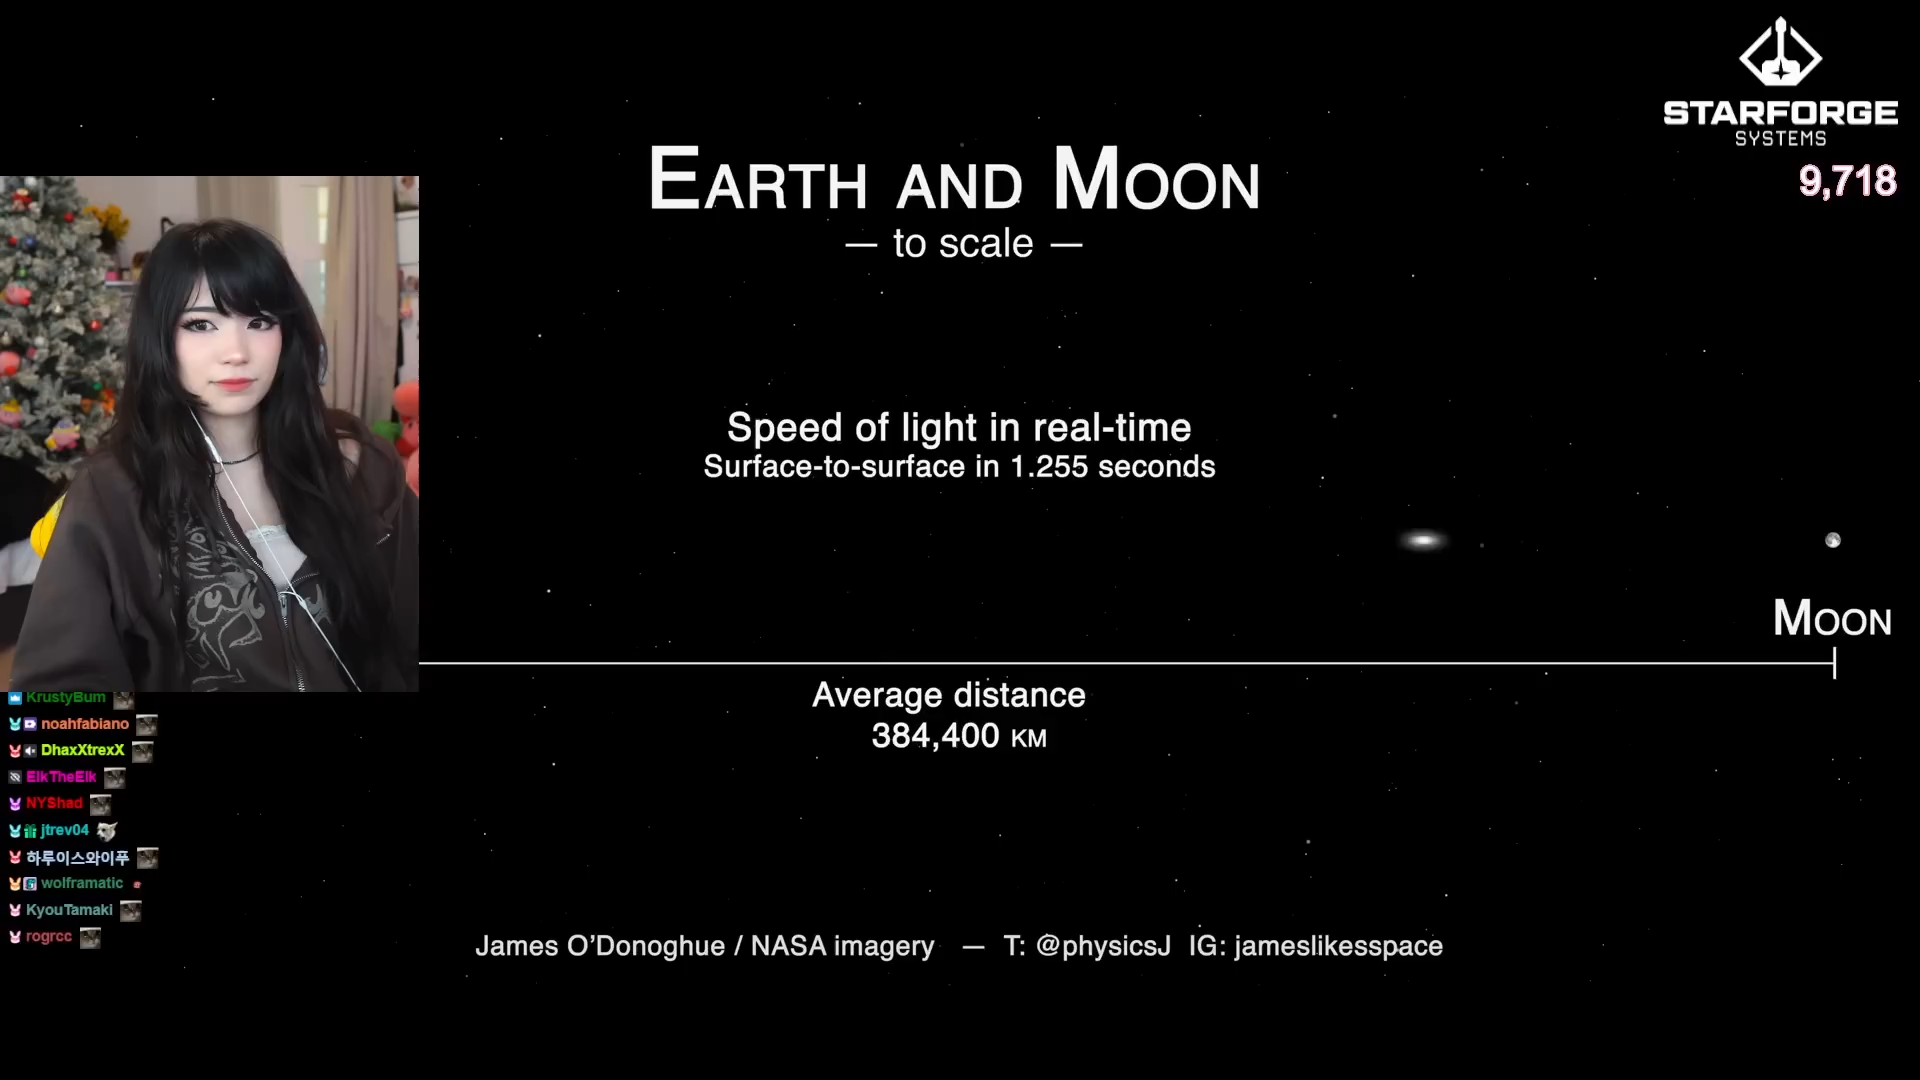 STARFORGE
SYSTEMS
9,718
EARTH AND MOON
— to scale —
Speed of light in real-time
Surface-to-surface in 1.255 seconds
MOON
Average distance
384,400 KM
KrustyBum
noahfabiano
DhaxXtrexX
ElkTheElk
NYShad
jtrev04
하루이스와이푸
wolframatic
KyouTamaki
rogrcc
James O’Donoghue / NASA imagery — T: @physicsJ IG: jameslikesspace